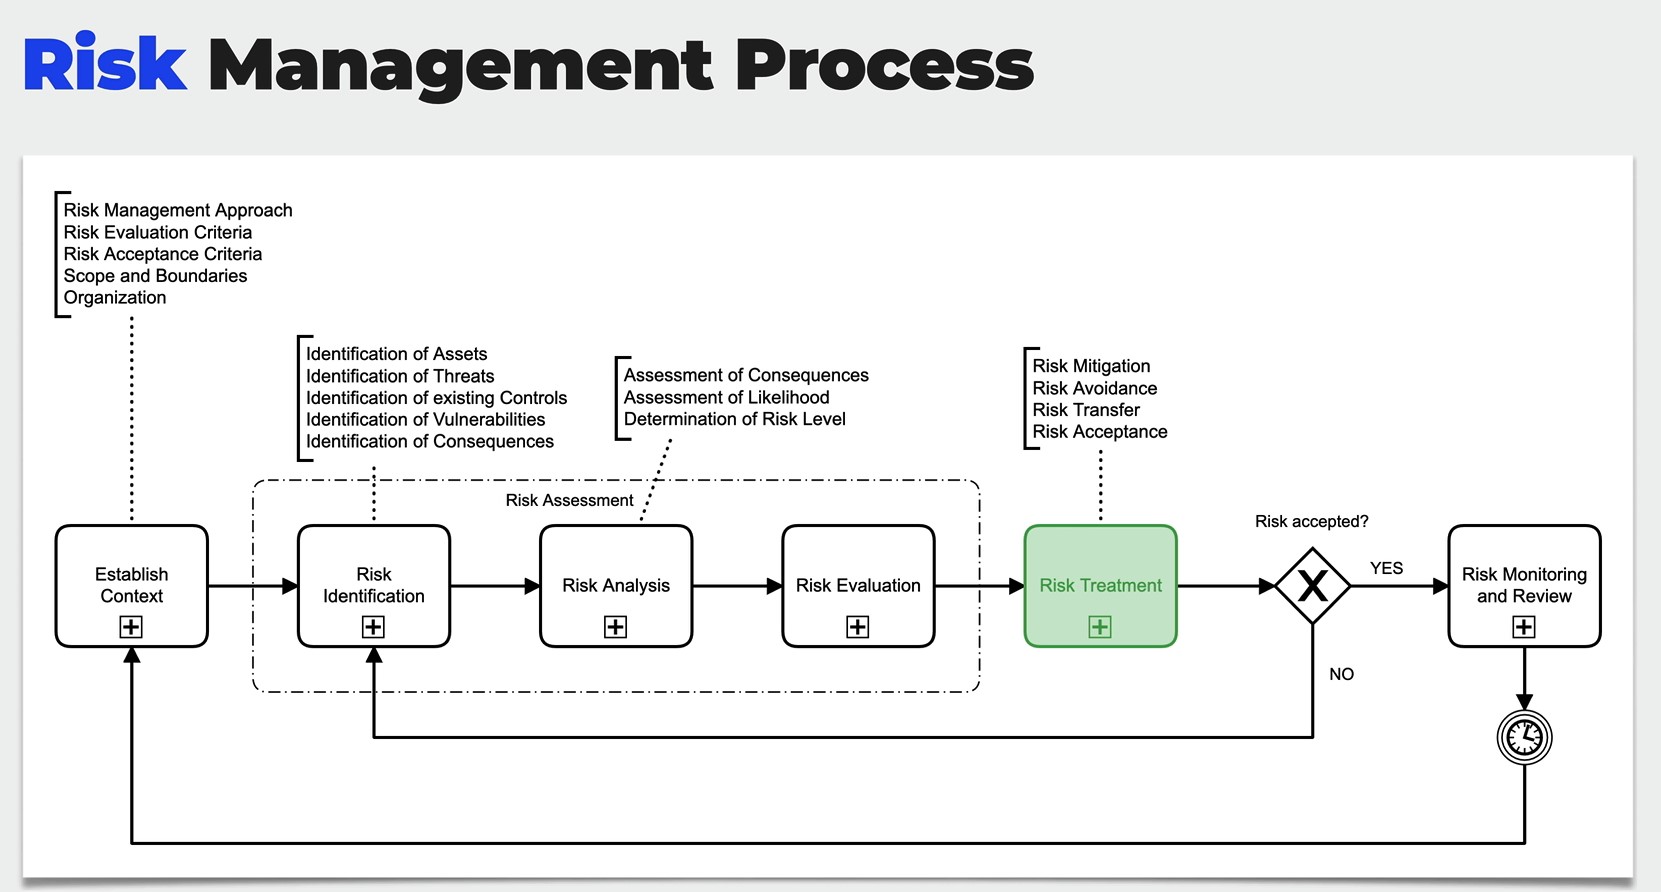 Risk Management Process
Risk Management Approach
Risk Evaluation Criteria
Risk Acceptance Criteria
Scope and Boundaries
Organization
Identification of Assets
Identification of Threats
Identification of existing Controls
Identification of Vulnerabilities
Identification of Consequences
Assessment of Consequences
Assessment of Likelihood
Determination of Risk Level
Risk Mitigation
Risk Avoidance
Risk Transfer
Risk Acceptance
Risk Assessment
Establish
Context
Risk
Identification
Risk Analysis
Risk Evaluation
Risk Treatment
Risk accepted?
X
YES
NO
Risk Monitoring
and Review